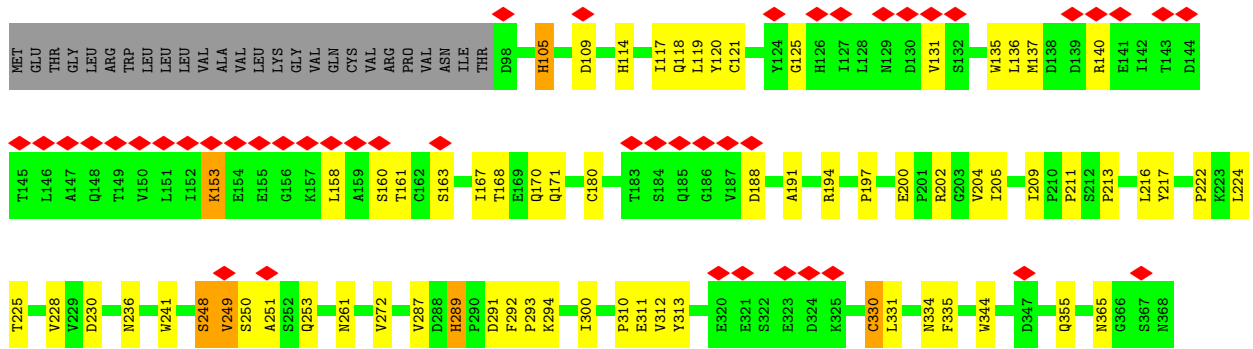 MET GLU THR GLY LEU ARG TRP LEU LEU LEU VAL ALA VAL LEU LYS GLY VAL GLN CYS VAL ARG PRO VAL ASN ILE THR D98 H105 D109 H114 I117 Q118 L119 Y120 C121 Y124 G125 H126 I127 L128 N129 D130 V131 S132 W135 L136 M137 D138 D139 R140 E141 I142 T143 D144
T145 L146 A147 Q148 T149 V150 L151 I152 K153 E154 E155 G156 K157 L158 A159 S160 T161 C162 S163 I167 T168 E169 Q170 Q171 C180 T183 S184 Q185 G186 V187 D188 A191 R194 P197 E200 P201 R202 G203 V204 I205 I209 P210 P211 S212 P213 L216 Y217 P222 K223 L224
T225 V228 V229 D230 N236 W241 S248 V249 S250 A251 S252 Q253 N261 V272 V287 D288 H289 P290 D291 F292 P293 K294 I300 P310 E311 V312 Y313 E320 E321 S322 E323 D324 K325 C330 L331 N334 F335 W344 D347 Q355 N365 G366 S367 N368